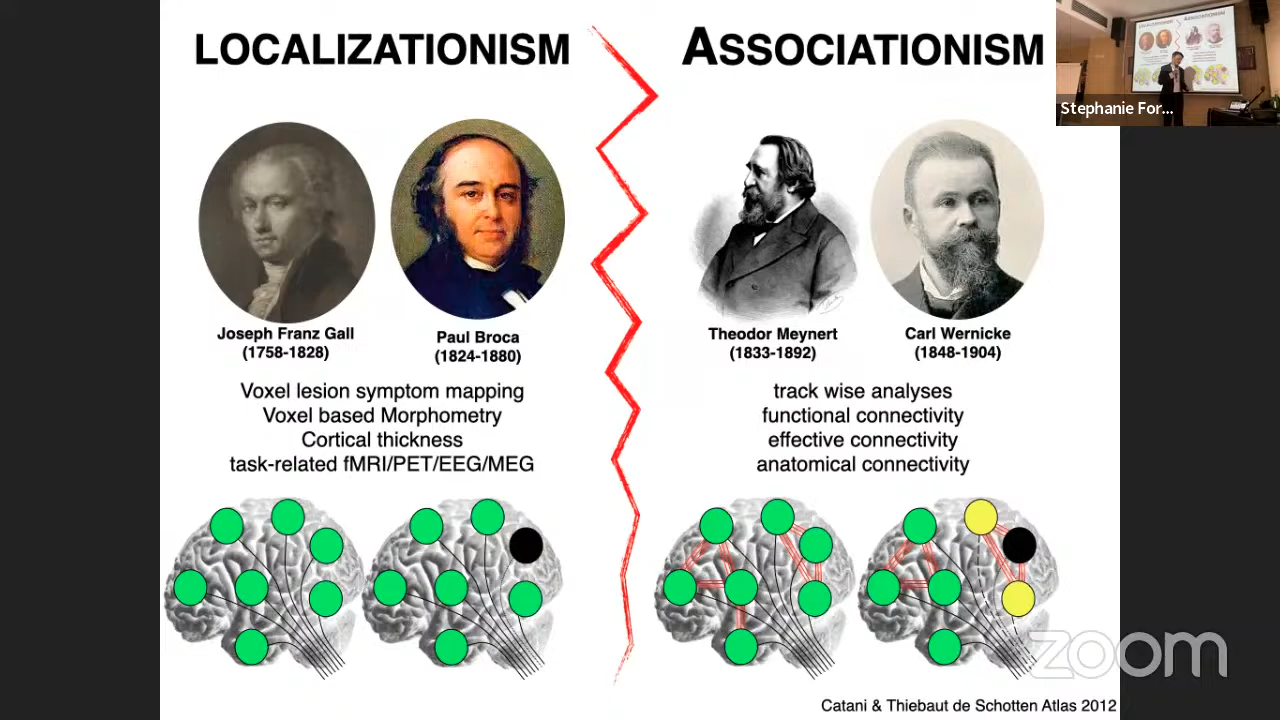 LOCALIZATIONISM
ASSOCIATIONISM
Stephanie For...
Joseph Franz Gall
(1758-1828)
Paul Broca
(1824-1880)
Theodor Meynert
(1833-1892)
Carl Wernicke
(1848-1904)
Voxel lesion symptom mapping
Voxel based Morphometry
Cortical thickness
task-related fMRI/PET/EEG/MEG
track wise analyses
functional connectivity
effective connectivity
anatomical connectivity
zoom
Catani & Thiebaut de Schotten Atlas 2012